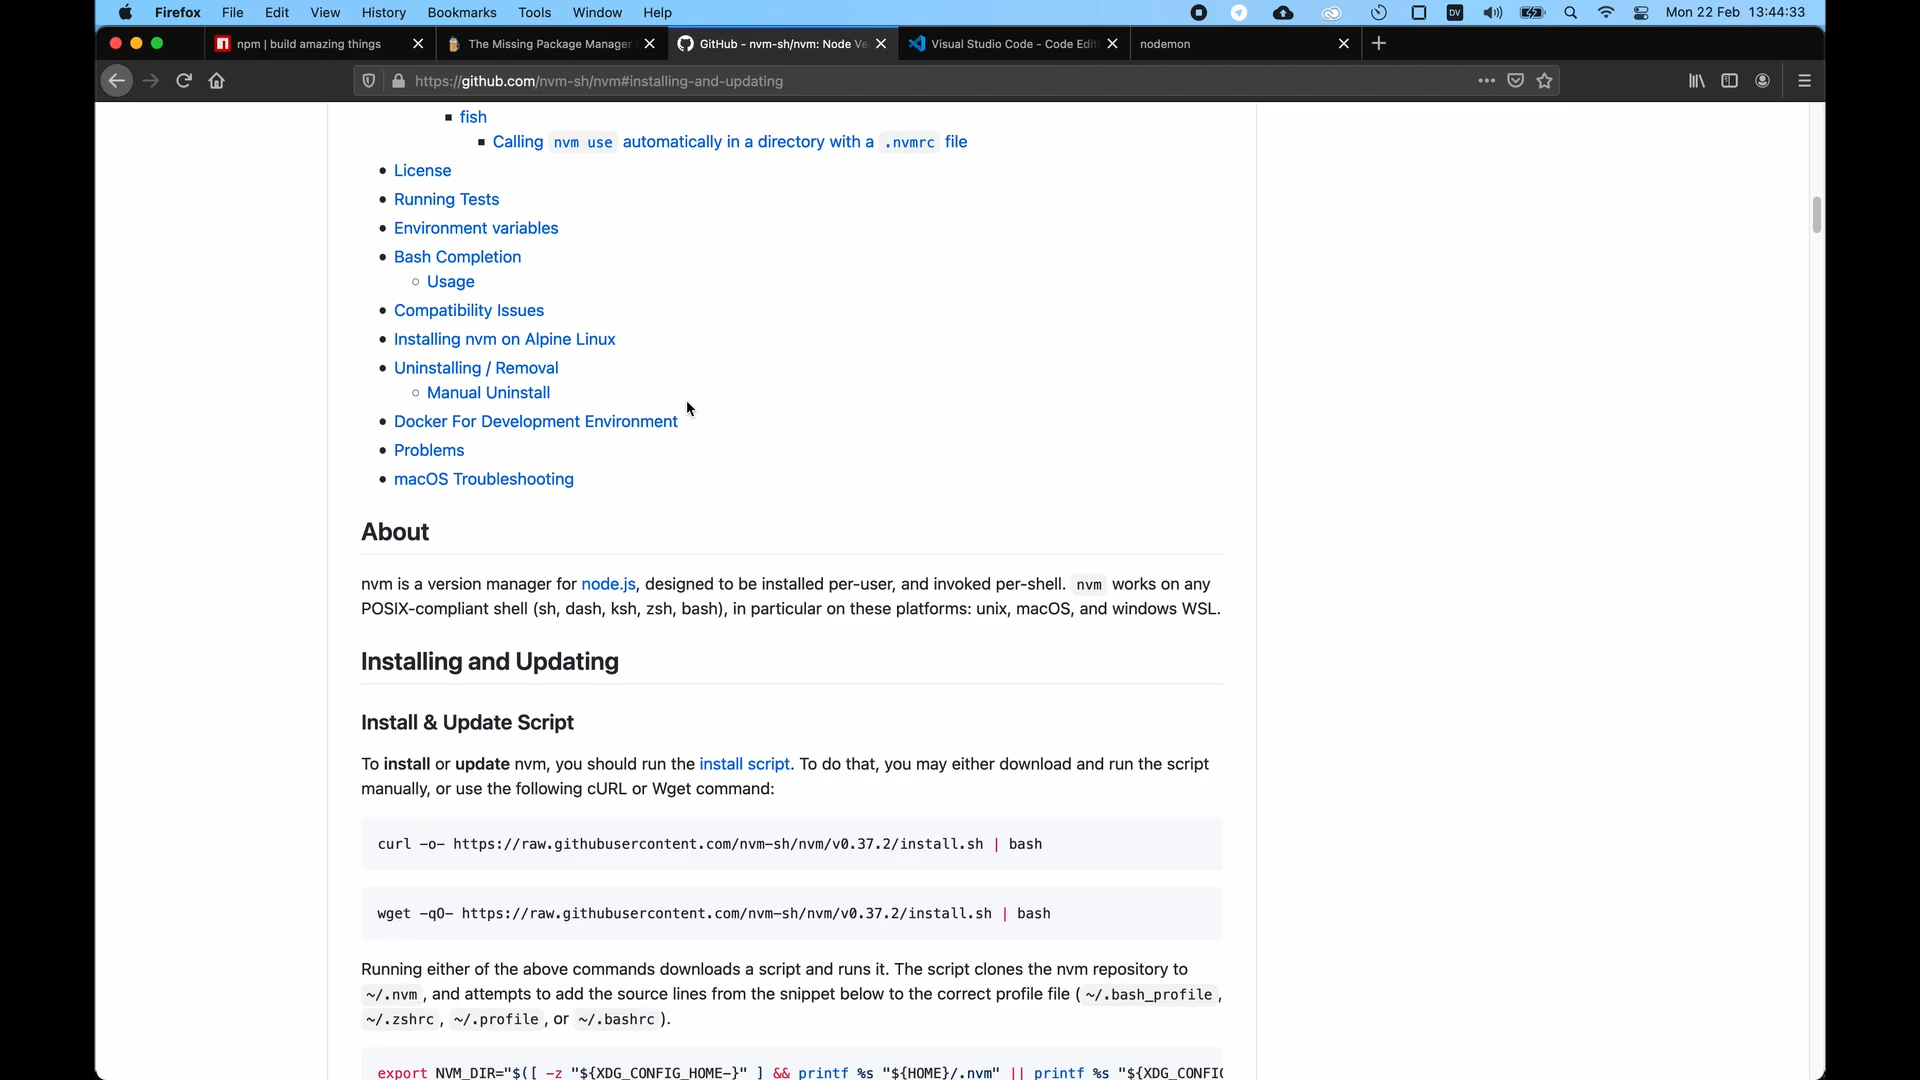 Firefox File Edit View History Bookmarks Tools Window Help DV Mon 22 Feb 13:44:33
npm | build amazing things The Missing Package Manager GitHub - nvm-sh/nvm: Node Ve Visual Studio Code - Code Edit nodemon
https://github.com/nvm-sh/nvm#installing-and-updating
fish
Calling nvm use automatically in a directory with a .nvmrc file
License
Running Tests
Environment variables
Bash Completion
Usage
Compatibility Issues
Installing nvm on Alpine Linux
Uninstalling / Removal
Manual Uninstall
Docker For Development Environment
Problems
macOS Troubleshooting
About
nvm is a version manager for node.js, designed to be installed per-user, and invoked per-shell. nvm works on any
POSIX-compliant shell (sh, dash, ksh, zsh, bash), in particular on these platforms: unix, macOS, and windows WSL.
Installing and Updating
Install & Update Script
To install or update nvm, you should run the install script. To do that, you may either download and run the script
manually, or use the following cURL or Wget command:
curl -o- https://raw.githubusercontent.com/nvm-sh/nvm/v0.37.2/install.sh | bash
wget -qO- https://raw.githubusercontent.com/nvm-sh/nvm/v0.37.2/install.sh | bash
Running either of the above commands downloads a script and runs it. The script clones the nvm repository to
~/.nvm, and attempts to add the source lines from the snippet below to the correct profile file (~/.bash_profile,
~/.zshrc, ~/.profile, or ~/.bashrc).
export NVM_DIR="$([ -z "${XDG_CONFIG_HOME-}" ] && printf %s "${HOME}/.nvm" || printf %s "${XDG_CONFIG